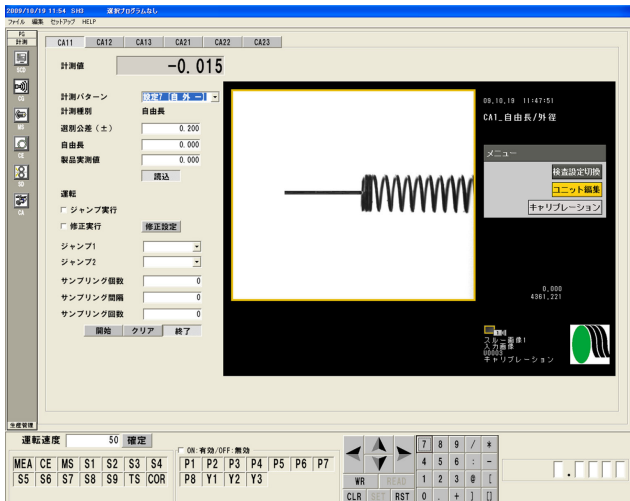 2009/10/19 11:54 SH3 選択プログラムなし
ファイル 編集 セットアップ HELP
PG
計測
CA11 CA12 CA13 CA21 CA22 CA23
SCD
計測値 -0.015
CQ
計測パターン 設定7 [自 外 −]
09,10,19 11:47:51
計測種別 自由長
CA1_自由長/外径
MS
選別公差(±) 0.200
自由長 0.000
メニュー
CE
製品実測値 0.000
検査設定切換
読込
ユニット編集
SD
運転
キャリブレーション
ジャンプ実行
CA
修正実行 修正設定
ジャンプ1
ジャンプ2
サンプリング個数 0
0,000
サンプリング間隔 0
4361,221
サンプリング回数 0
開始 クリア 終了
スルー画像1
入力画像
U0003
キャリブレーション
生産管理
運転速度 50 確定
ON:有効/OFF:無効
MEA CE MS S1 S2 S3 S4
P1 P2 P3 P4 P5 P6 P7
S5 S6 S7 S8 S9 TS COR
P8 Y1 Y2 Y3
7 8 9 / *
4 5 6 : -
WR READ 1 2 3 @ [
CLR SET RST 0 . + ] []